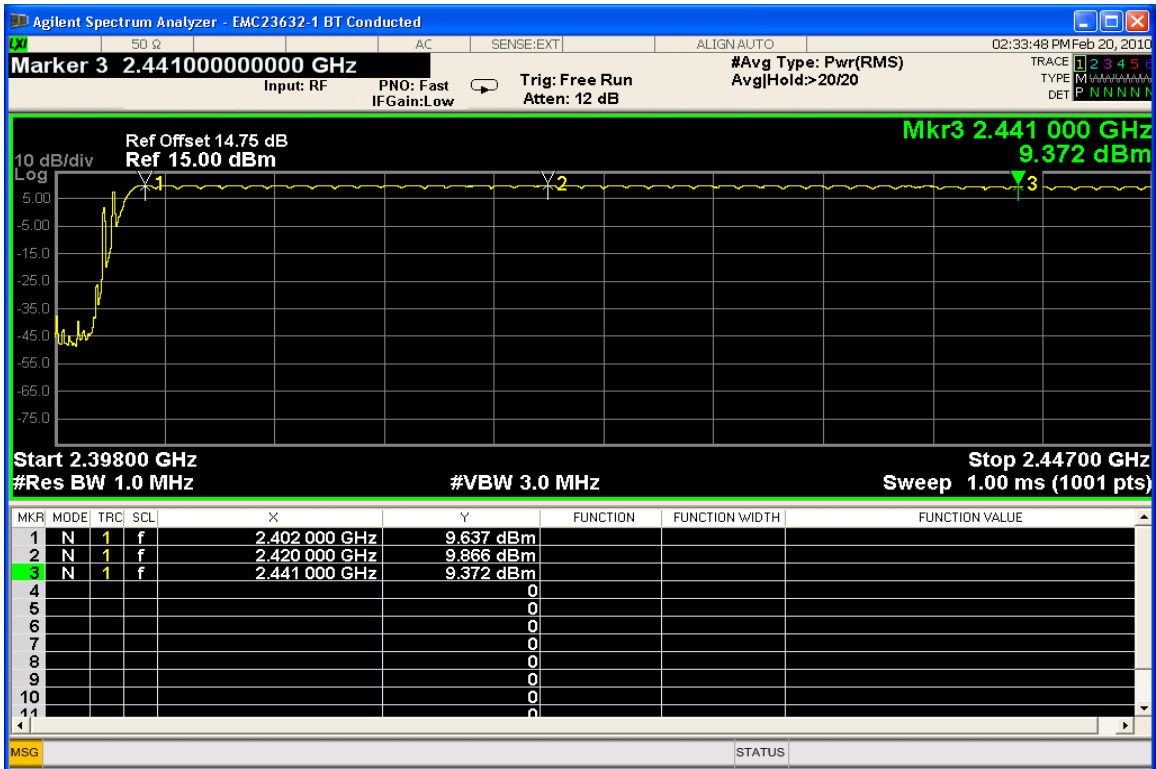 Agilent Spectrum Analyzer - EMC23632-1 BT Conducted
LXI 50 Ω AC SENSE:EXT ALIGNAUTO 02:33:48 PM Feb 20, 2010
Marker 3 2.441000000000 GHz
Input: RF
PNO: Fast
IFGain:Low
Trig: Free Run
Atten: 12 dB
#Avg Type: Pwr(RMS)
Avg|Hold:>20/20
TRACE 1 2 3 4 5 6
TYPE M
DET P N N N N N
Mkr3 2.441 000 GHz
9.372 dBm
Ref Offset 14.75 dB
10 dB/div Ref 15.00 dBm
Log
1 2 3
5.00
-5.00
-15.0
-25.0
-35.0
-45.0
-55.0
-65.0
-75.0
Start 2.39800 GHz Stop 2.44700 GHz
#Res BW 1.0 MHz #VBW 3.0 MHz Sweep 1.00 ms (1001 pts)
MKR MODE TRC SCL X Y FUNCTION FUNCTION WIDTH FUNCTION VALUE
1 N 1 f 2.402 000 GHz 9.637 dBm
2 N 1 f 2.420 000 GHz 9.866 dBm
3 N 1 f 2.441 000 GHz 9.372 dBm
4 0
5 0
6 0
7 0
8 0
9 0
10 0
11 0
MSG STATUS